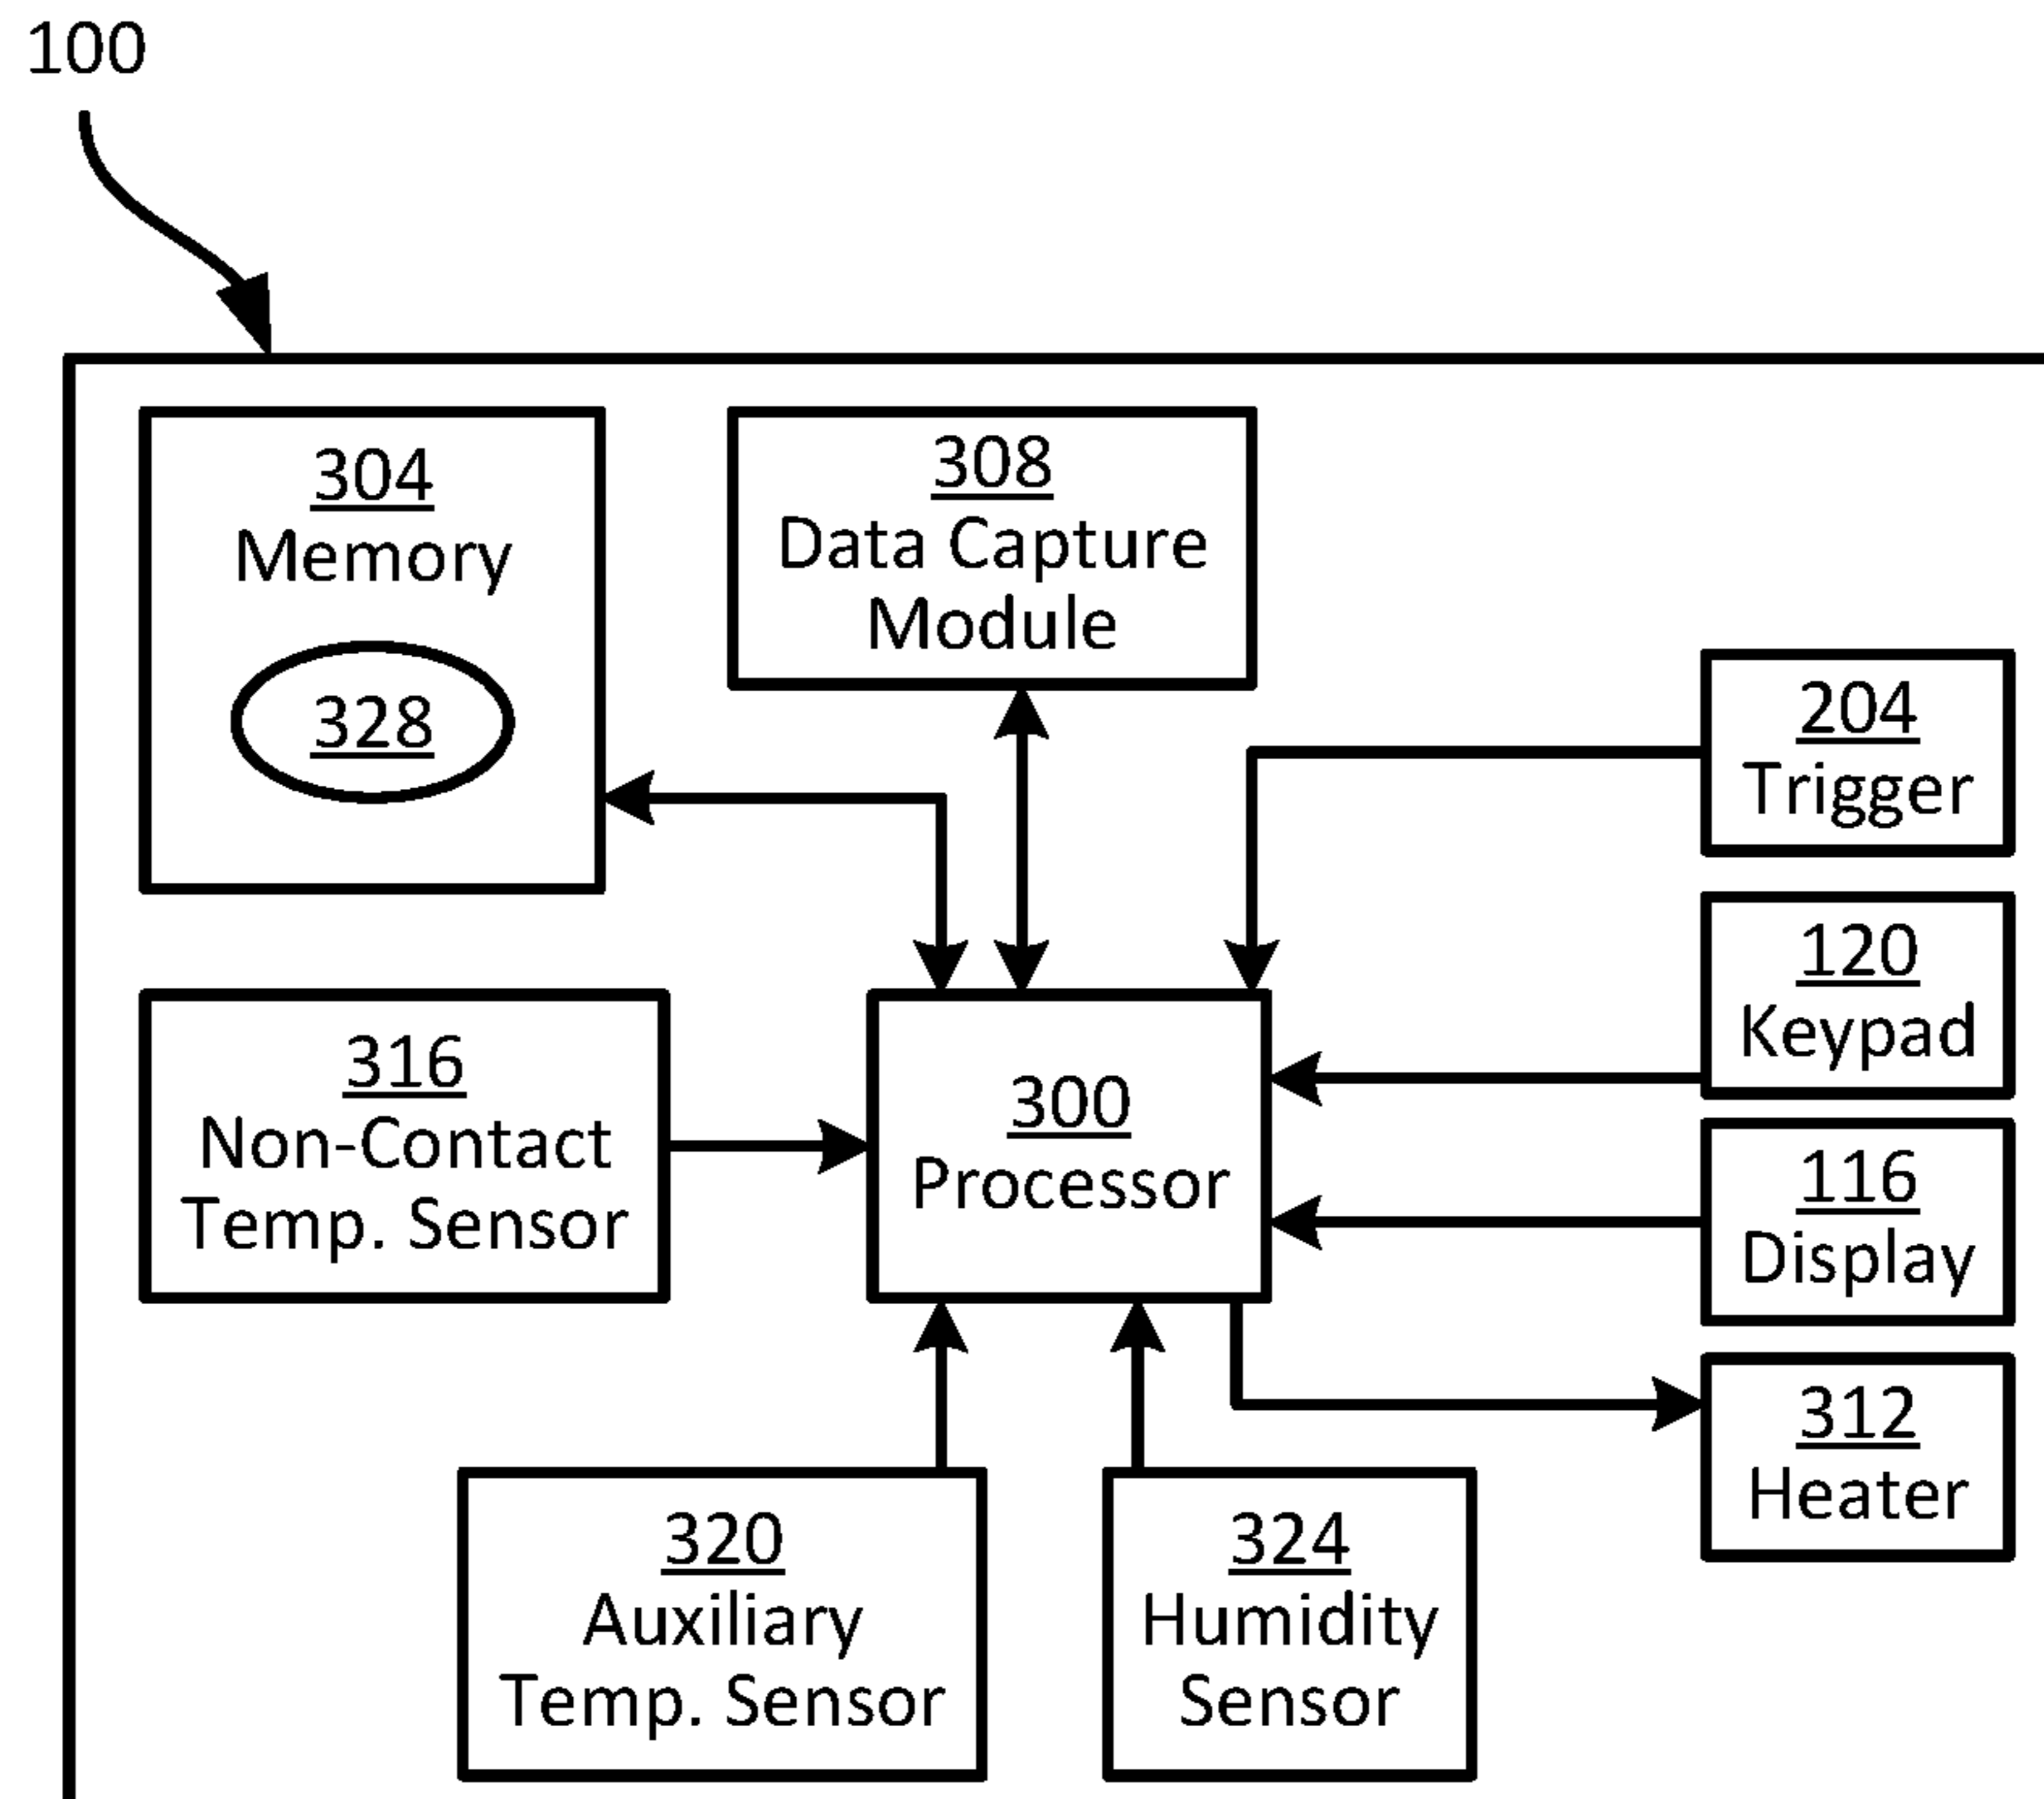 100
304
Memory
328
308
Data Capture
Module
204
Trigger
120
Keypad
316
Non-Contact
Temp. Sensor
300
Processor
116
Display
312
Heater
320
Auxiliary
Temp. Sensor
324
Humidity
Sensor